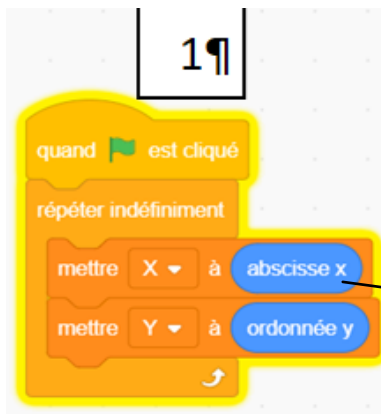 1¶
quand est cliqué
répéter indéfiniment
mettre X à abscisse x
mettre Y à ordonnée y